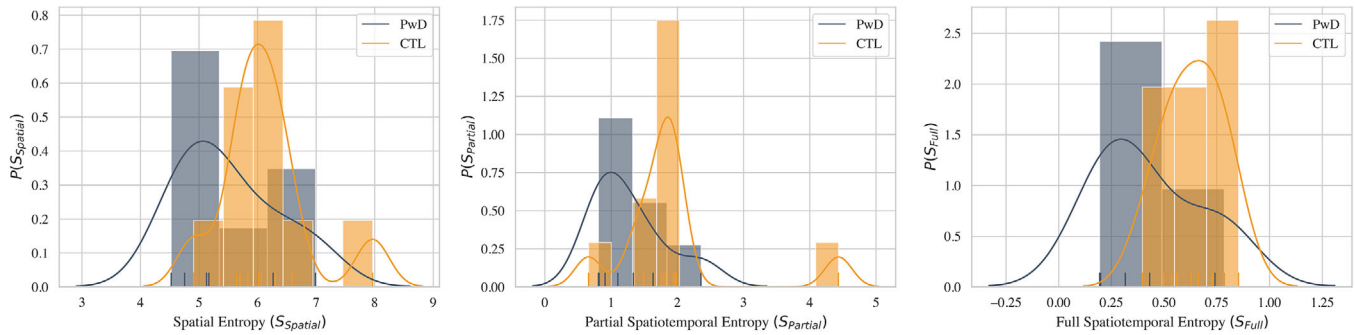 0.8
0.7
0.6
0.5
0.4
0.3
0.2
0.1
0.0
P(S_Spatial)
PwD
CTL
3 4 5 6 7 8 9
Spatial Entropy (S_Spatial)
1.75
1.50
1.25
1.00
0.75
0.50
0.25
0.00
P(S_Partial)
PwD
CTL
0 1 2 3 4 5
Partial Spatiotemporal Entropy (S_Partial)
2.5
2.0
1.5
1.0
0.5
0.0
P(S_Full)
PwD
CTL
−0.25 0.00 0.25 0.50 0.75 1.00 1.25
Full Spatiotemporal Entropy (S_Full)